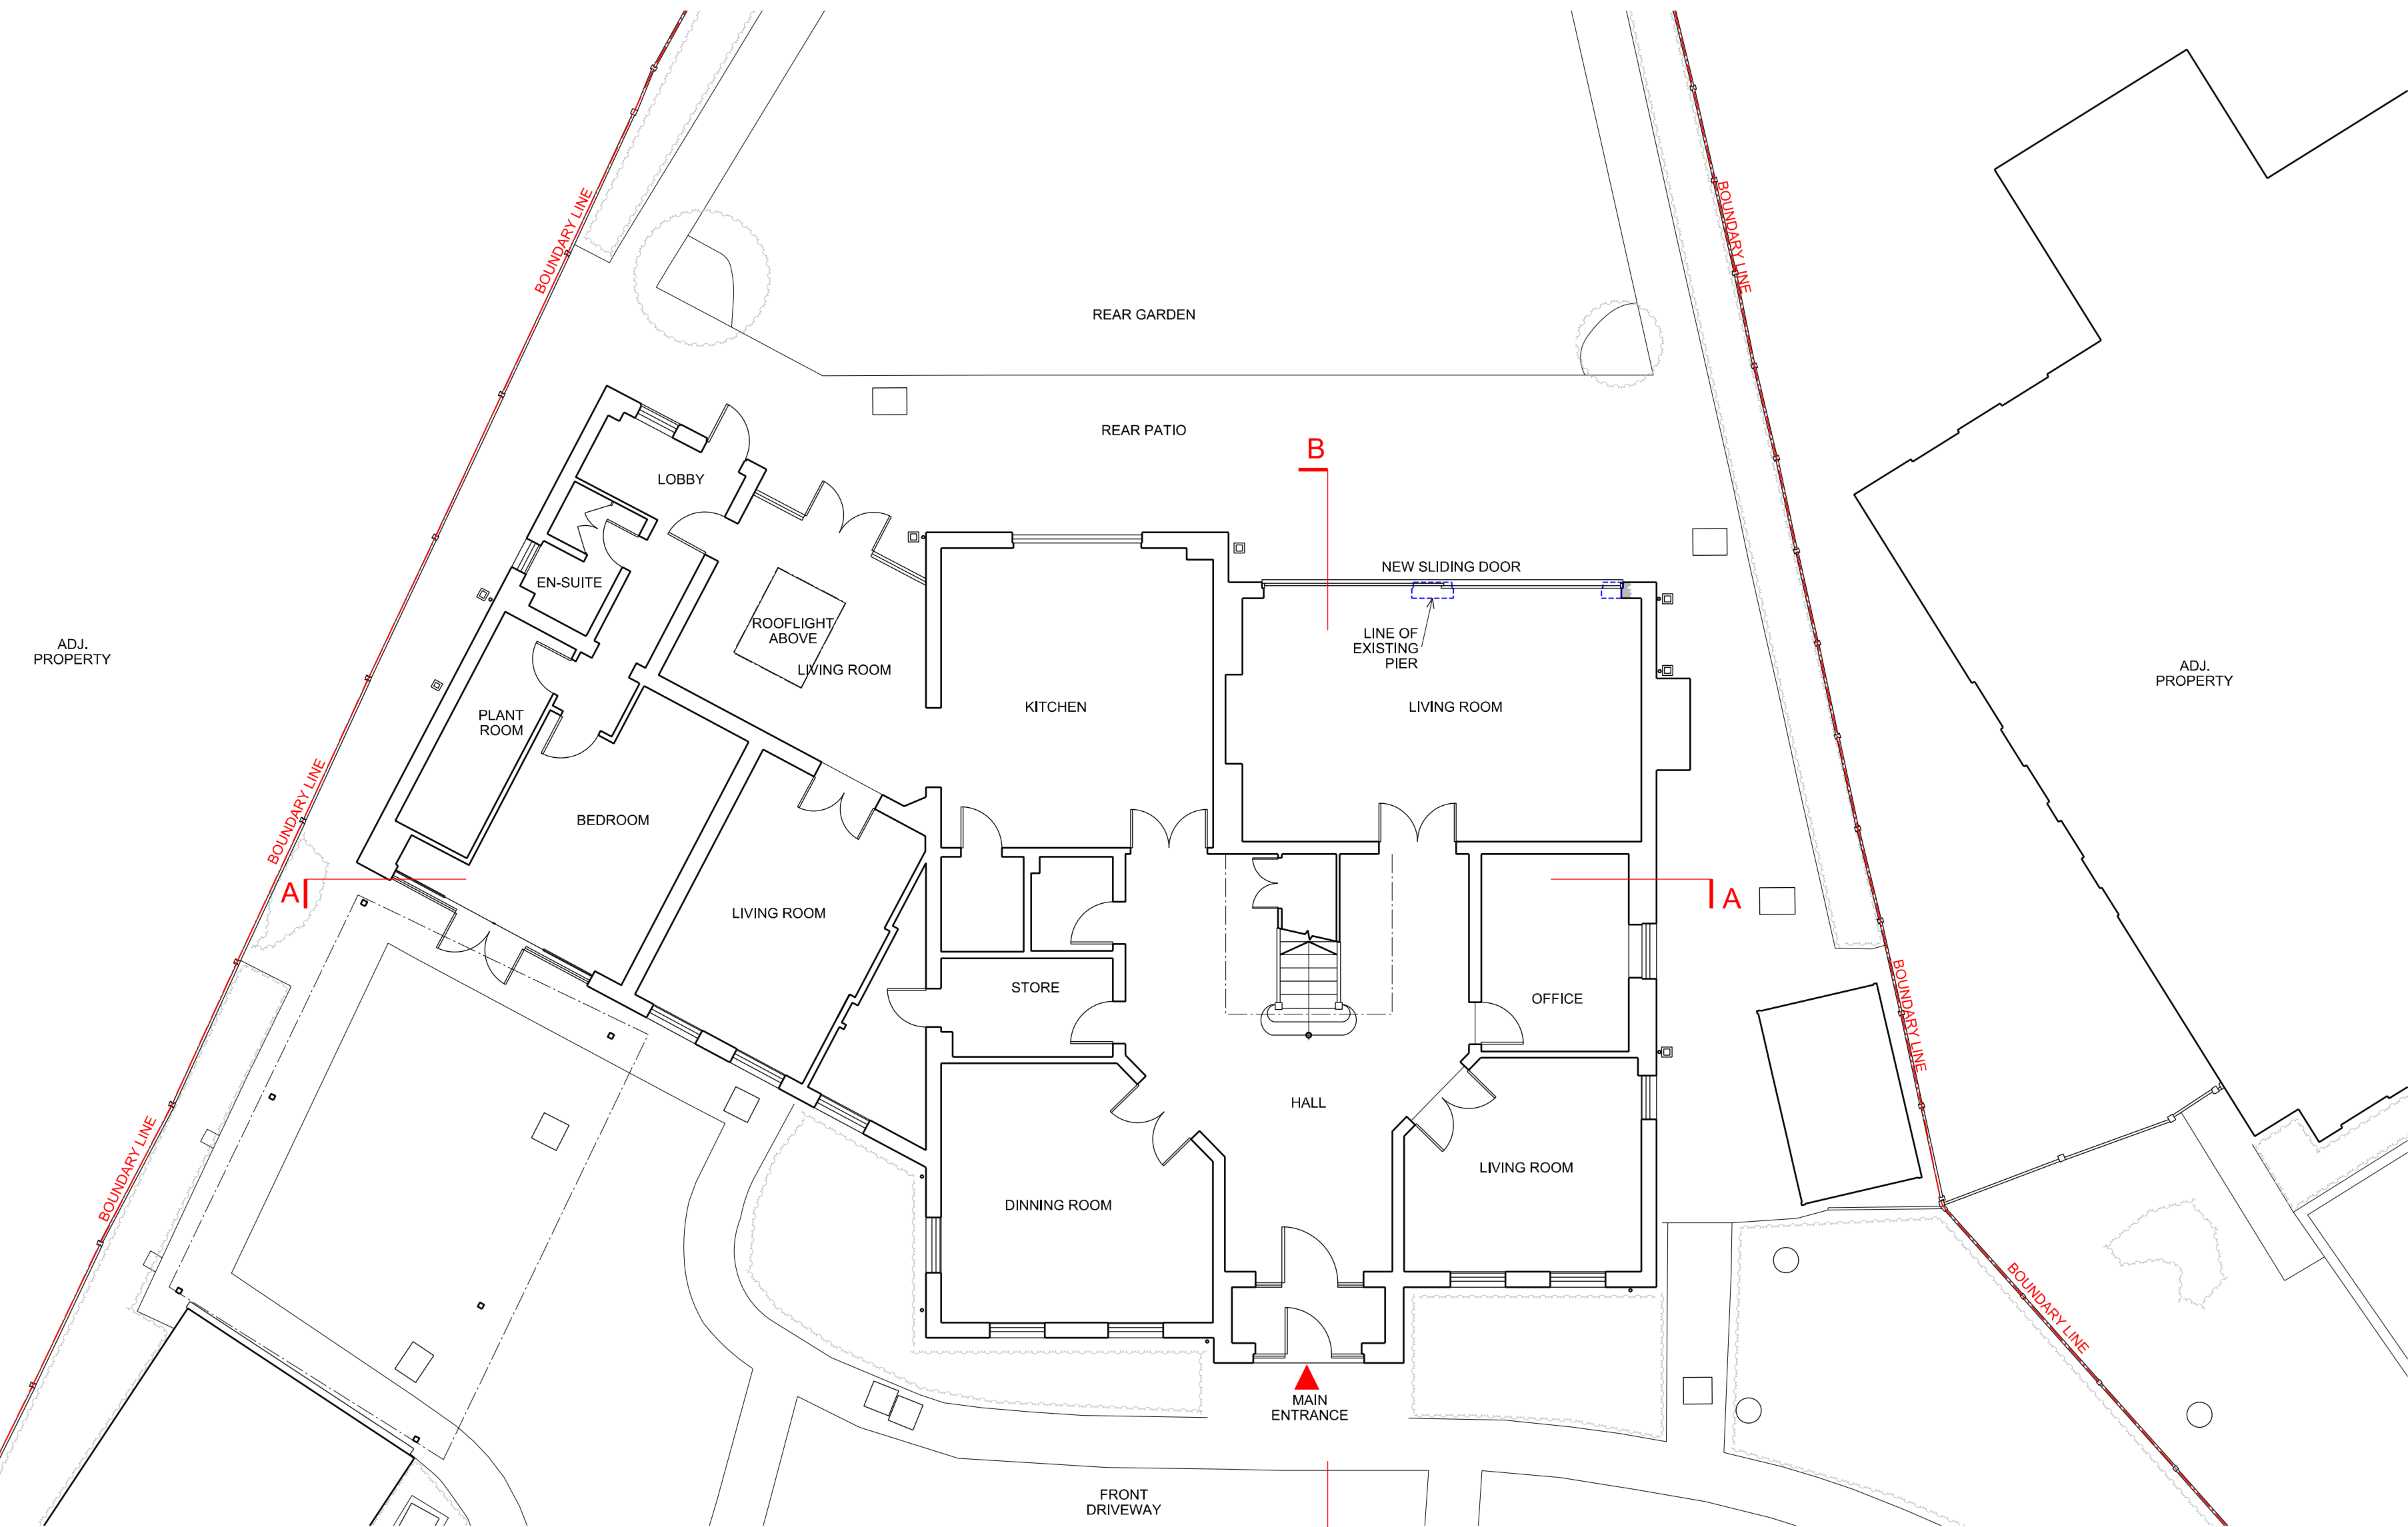 BOUNDARY LINE
BOUNDARY LINE
REAR GARDEN
REAR PATIO
B
LOBBY
NEW SLIDING DOOR
EN-SUITE
ROOFLIGHT
ABOVE
LIVING ROOM
LINE OF
EXISTING
PIER
ADJ.
PROPERTY
ADJ.
PROPERTY
PLANT
ROOM
KITCHEN
LIVING ROOM
BOUNDARY LINE
BEDROOM
A
A
LIVING ROOM
STORE
OFFICE
BOUNDARY LINE
HALL
BOUNDARY LINE
DINNING ROOM
LIVING ROOM
BOUNDARY LINE
MAIN
ENTRANCE
FRONT
DRIVEWAY